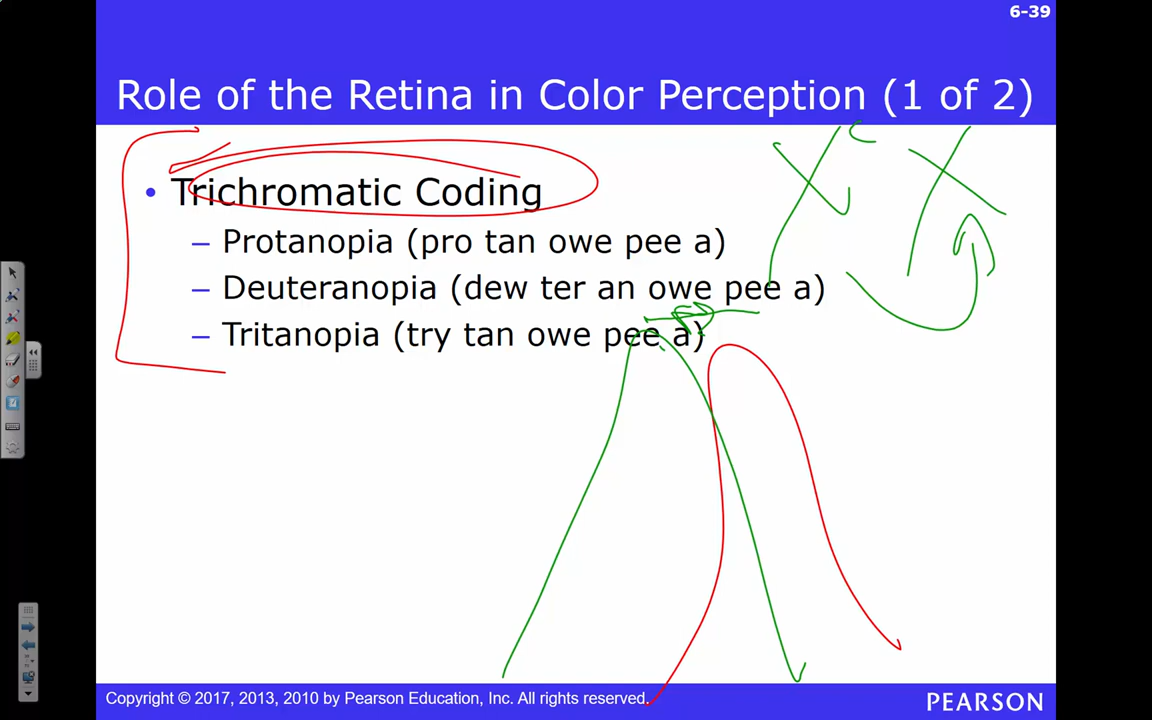 6-39
Role of the Retina in Color Perception (1 of 2)
• Trichromatic Coding
– Protanopia (pro tan owe pee a)
– Deuteranopia (dew ter an owe pee a)
– Tritanopia (try tan owe pee a)
Copyright © 2017, 2013, 2010 by Pearson Education, Inc. All rights reserved.
PEARSON